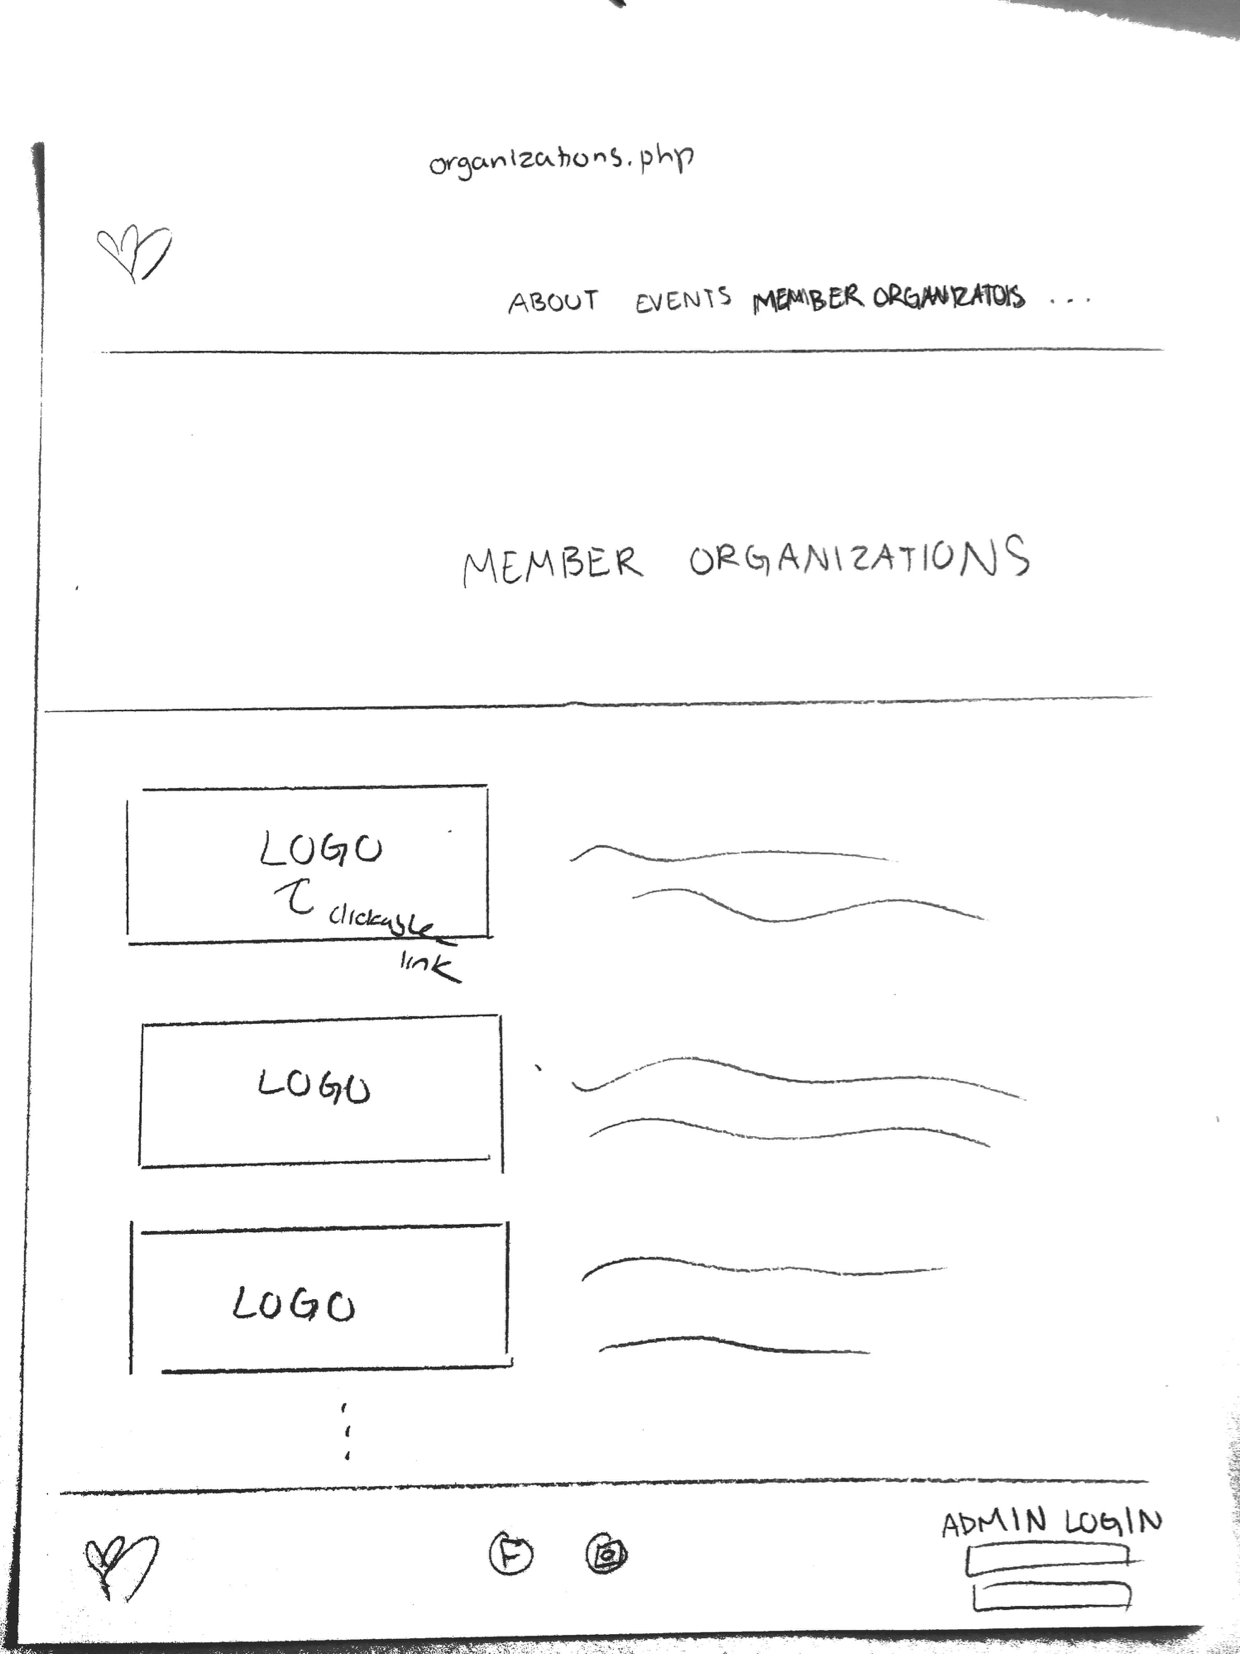 organizations.php
ABOUT EVENTS MEMBER ORGANIZATOIS ...
MEMBER ORGANIZATIONS
LOGO
clickable
link
LOGO
LOGO
ADMIN LOGIN
F